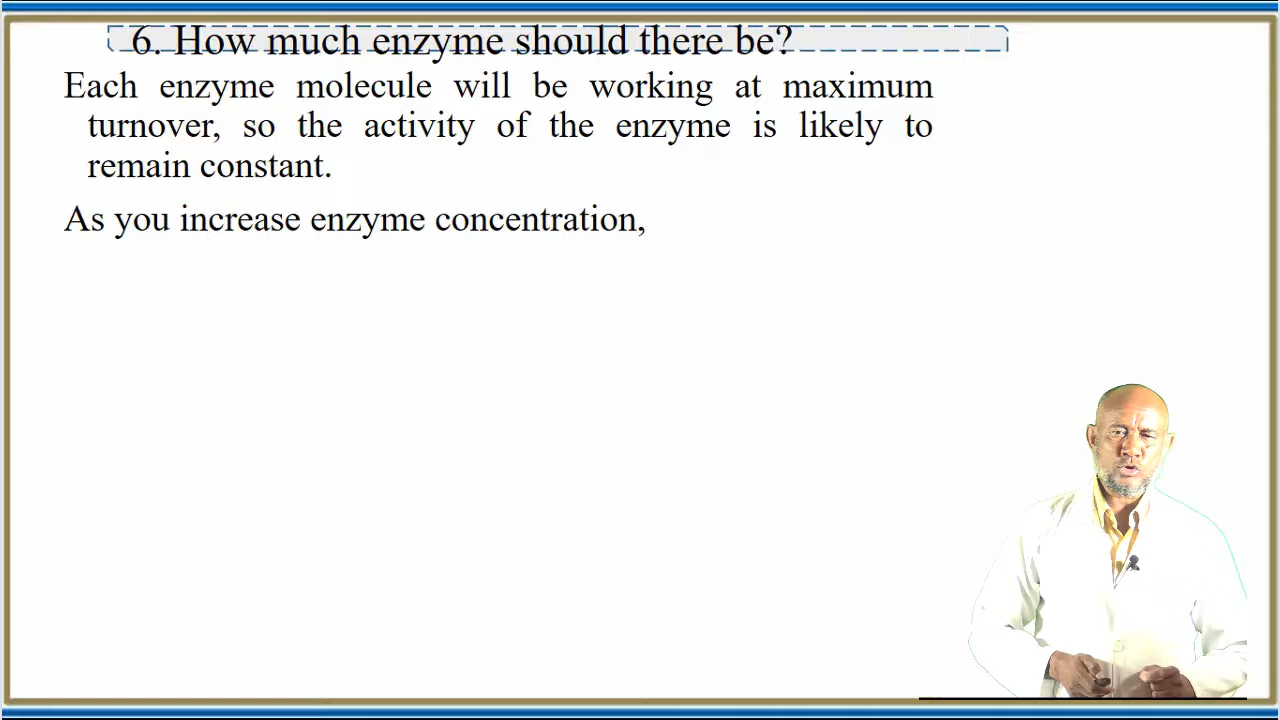 6. How much enzyme should there be?
Each enzyme molecule will be working at maximum
turnover, so the activity of the enzyme is likely to
remain constant.
As you increase enzyme concentration,